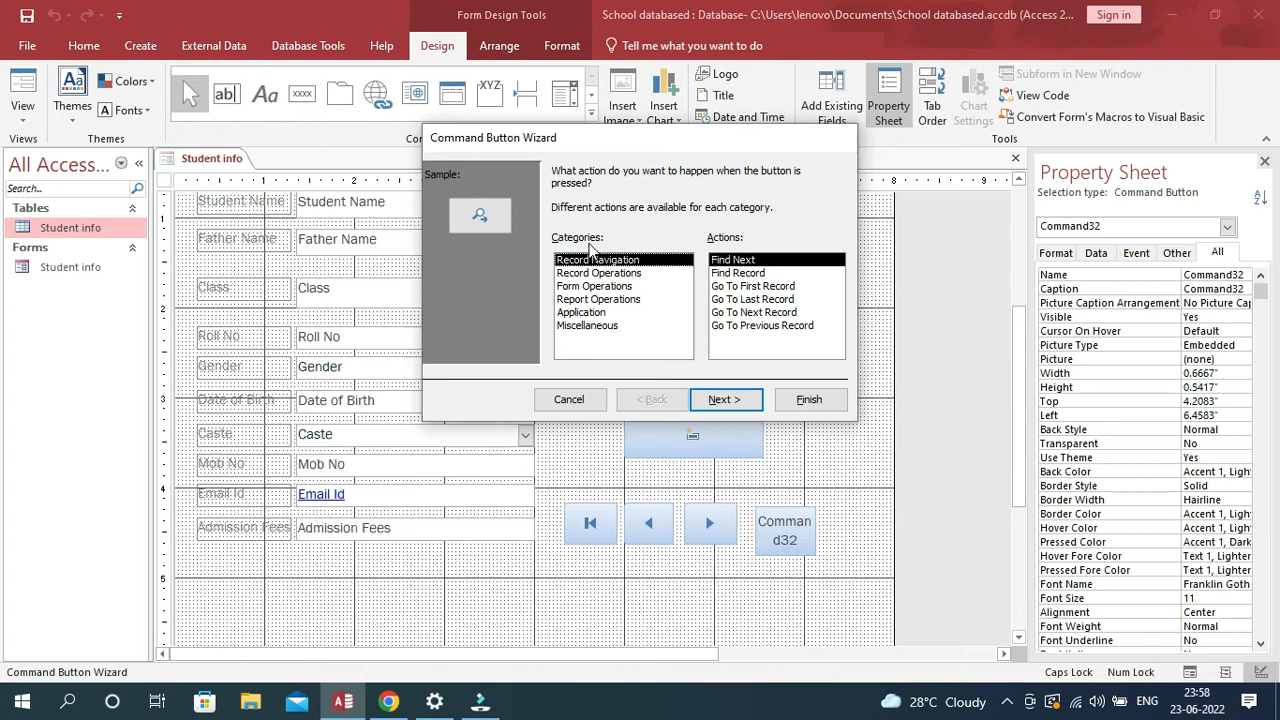 Form Design Tools
School databased : Database- C:\Users\lenovo\Documents\School databased.accdb (Access 2...
Sign in
File
Home
Create
External Data
Database Tools
Help
Design
Arrange
Format
Tell me what you want to do
View
Themes
Colors
Fonts
ab|
Aa
xxxx
XYZ
Insert
Image
Insert
Chart
Logo
Title
Date and Time
Add Existing
Fields
Property
Sheet
Tab
Order
Chart
Settings
Subform in New Window
View Code
Convert Form's Macros to Visual Basic
Views
Themes
Tools
All Access...
Search...
Tables
Student info
Forms
Student info
Student info
Student Name
Student Name
Father Name
Father Name
Class
Class
Roll No
Roll No
Gender
Gender
Date of Birth
Date of Birth
Caste
Caste
Mob No
Mob No
Email Id
Email Id
Admission Fees
Admission Fees
Comman
d32
Command Button Wizard
Sample:
What action do you want to happen when the button is
pressed?
Different actions are available for each category.
Categories:
Record Navigation
Record Operations
Form Operations
Report Operations
Application
Miscellaneous
Actions:
Find Next
Find Record
Go To First Record
Go To Last Record
Go To Next Record
Go To Previous Record
Cancel
< Back
Next >
Finish
Property Sheet
Selection type: Command Button
Command32
Format
Data
Event
Other
All
Name Command32
Caption Command32
Picture Caption Arrangement No Picture Cap
Visible Yes
Cursor On Hover Default
Picture Type Embedded
Picture (none)
Width 0.6667"
Height 0.5417"
Top 4.2083"
Left 6.4583"
Back Style Normal
Transparent No
Use Theme Yes
Back Color Accent 1, Ligh
Border Style Solid
Border Width Hairline
Border Color Accent 1, Ligh
Hover Color Accent 1, Ligh
Pressed Color Accent 1, Dark
Hover Fore Color Text 1, Lighter
Pressed Fore Color Text 1, Lighter
Font Name Franklin Goth
Font Size 11
Alignment Center
Font Weight Normal
Font Underline No
Command Button Wizard
Caps Lock
Num Lock
28°C Cloudy
ENG
23:58
23-06-2022